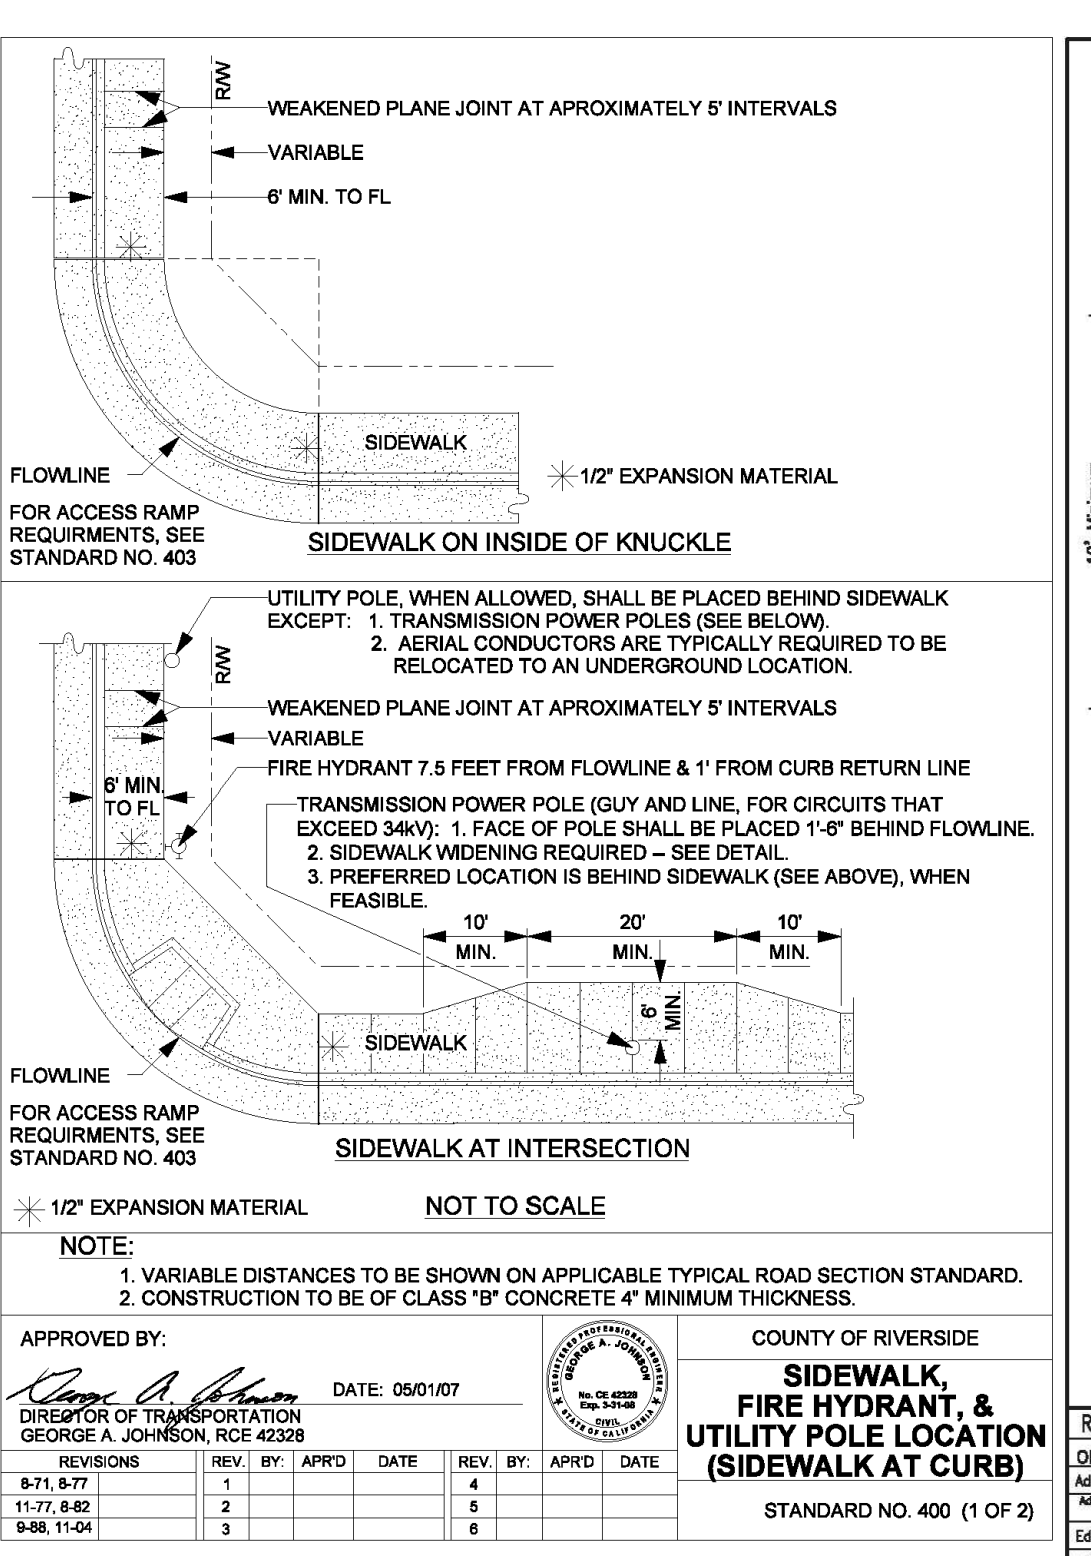 R/W
WEAKENED PLANE JOINT AT APROXIMATELY 5' INTERVALS
VARIABLE
6' MIN. TO FL
SIDEWALK
FLOWLINE
1/2" EXPANSION MATERIAL
FOR ACCESS RAMP
REQUIRMENTS, SEE
STANDARD NO. 403
SIDEWALK ON INSIDE OF KNUCKLE
UTILITY POLE, WHEN ALLOWED, SHALL BE PLACED BEHIND SIDEWALK
EXCEPT: 1. TRANSMISSION POWER POLES (SEE BELOW).
2. AERIAL CONDUCTORS ARE TYPICALLY REQUIRED TO BE
RELOCATED TO AN UNDERGROUND LOCATION.
R/W
WEAKENED PLANE JOINT AT APROXIMATELY 5' INTERVALS
VARIABLE
FIRE HYDRANT 7.5 FEET FROM FLOWLINE & 1' FROM CURB RETURN LINE
6' MIN.
TO FL
TRANSMISSION POWER POLE (GUY AND LINE, FOR CIRCUITS THAT
EXCEED 34kV): 1. FACE OF POLE SHALL BE PLACED 1'-6" BEHIND FLOWLINE.
2. SIDEWALK WIDENING REQUIRED – SEE DETAIL.
3. PREFERRED LOCATION IS BEHIND SIDEWALK (SEE ABOVE), WHEN
FEASIBLE.
10' 20' 10'
MIN. MIN. MIN.
6'
MIN.
SIDEWALK
FLOWLINE
FOR ACCESS RAMP
REQUIRMENTS, SEE
STANDARD NO. 403
SIDEWALK AT INTERSECTION
1/2" EXPANSION MATERIAL
NOT TO SCALE
NOTE:
1. VARIABLE DISTANCES TO BE SHOWN ON APPLICABLE TYPICAL ROAD SECTION STANDARD.
2. CONSTRUCTION TO BE OF CLASS "B" CONCRETE 4" MINIMUM THICKNESS.
APPROVED BY:
George A. Johnson
DATE: 05/01/07
DIRECTOR OF TRANSPORTATION
GEORGE A. JOHNSON, RCE 42328
REGISTERED PROFESSIONAL ENGINEER
GEORGE A. JOHNSON
No. CE 42328
Exp. 3-31-08
CIVIL
STATE OF CALIFORNIA
COUNTY OF RIVERSIDE
SIDEWALK,
FIRE HYDRANT, &
UTILITY POLE LOCATION
(SIDEWALK AT CURB)
STANDARD NO. 400 (1 OF 2)
REVISIONS REV. BY: APR'D DATE REV. BY: APR'D DATE
8-71, 8-77 1 4
11-77, 8-82 2 5
9-88, 11-04 3 6